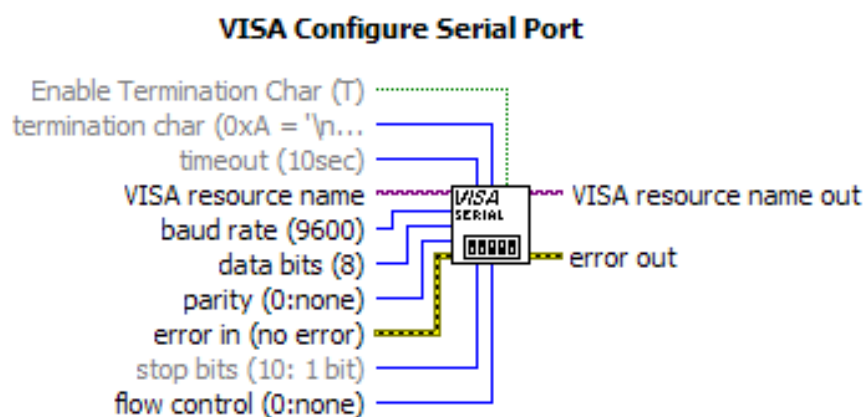 VISA Configure Serial Port
Enable Termination Char (T)
termination char (0xA = '\n...
timeout (10sec)
VISA resource name
VISA resource name out
baud rate (9600)
data bits (8)
parity (0:none)
error in (no error)
error out
stop bits (10: 1 bit)
flow control (0:none)
VISA
SERIAL